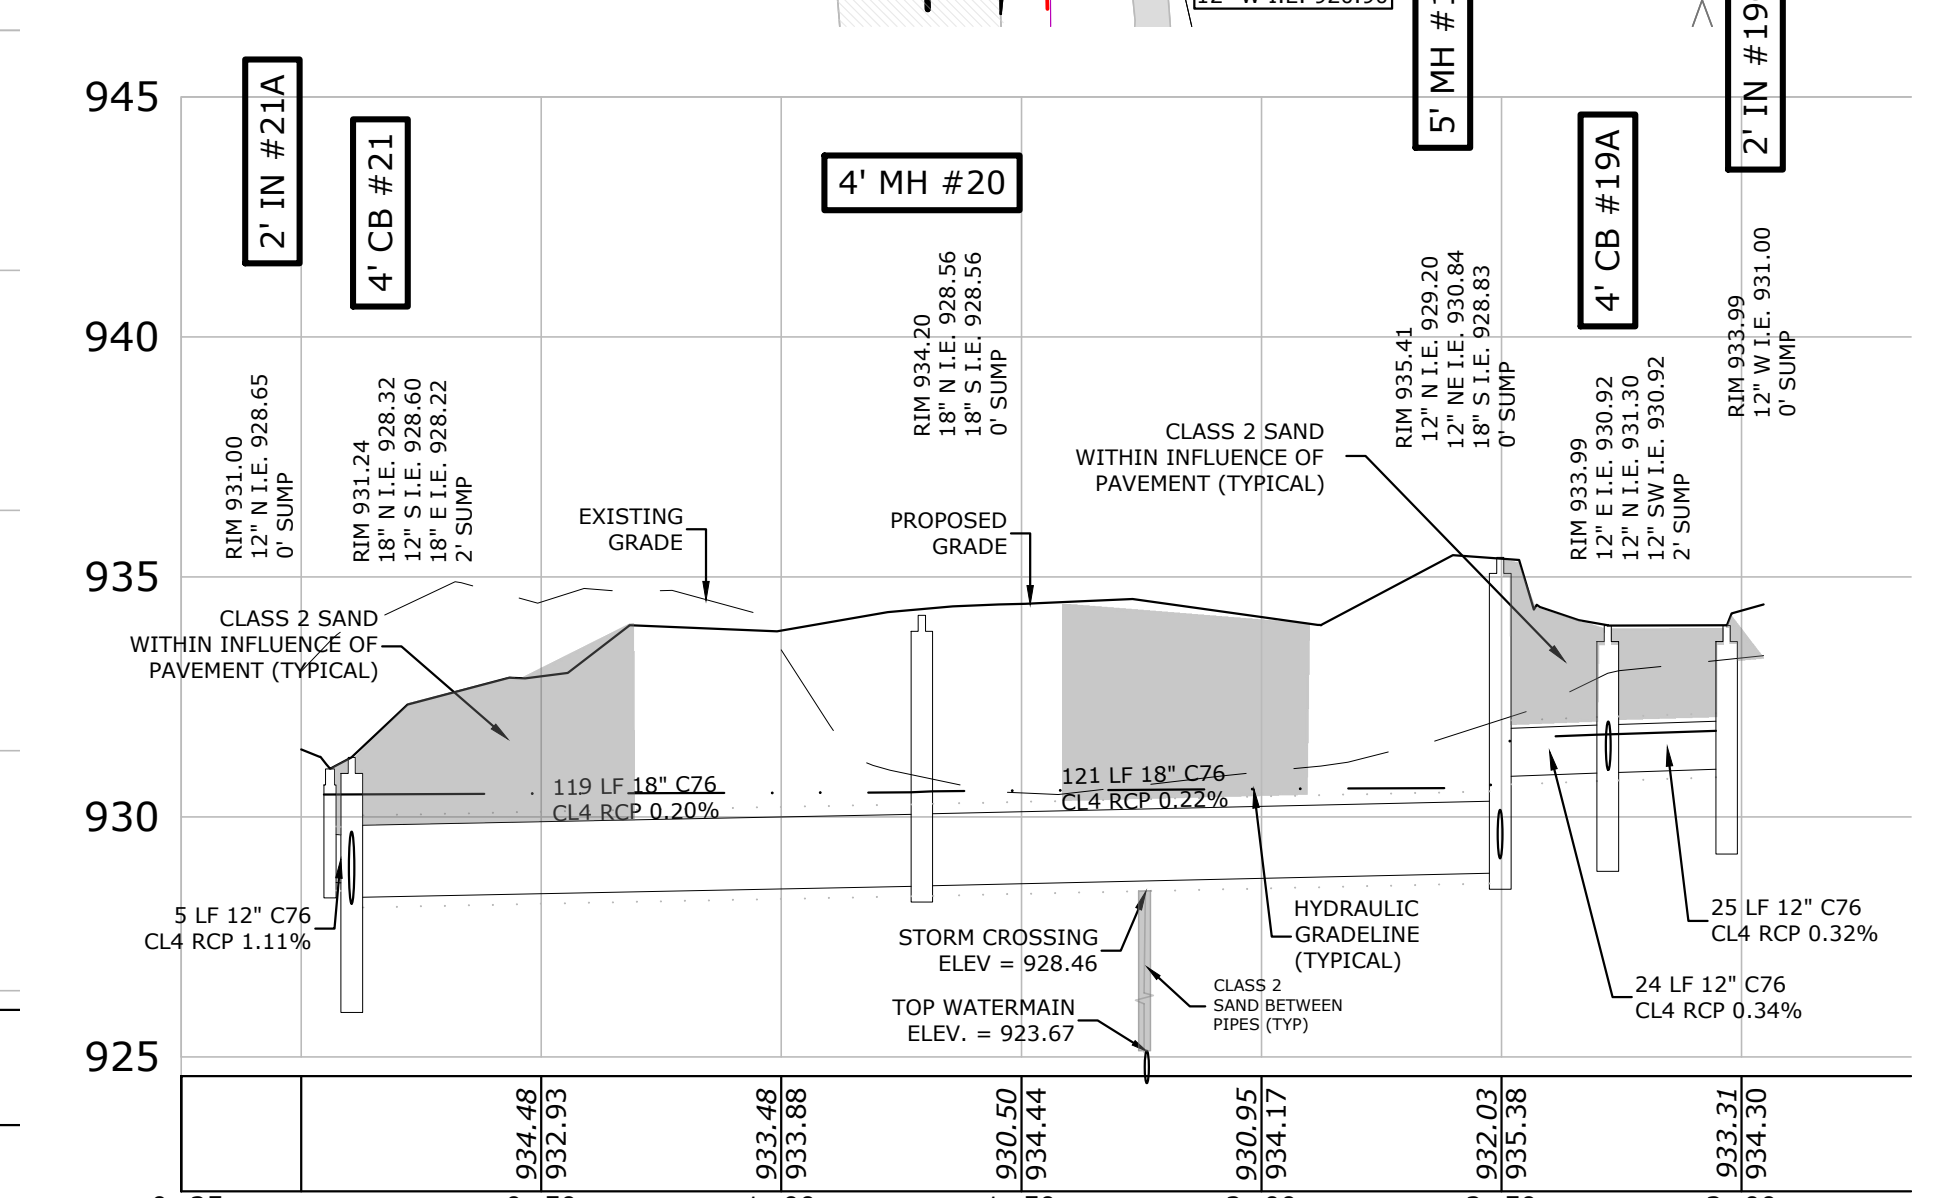 945
940
935
930
925
2' IN #21A
4' CB #21
4' MH #20
5' MH #
4' CB #19A
2' IN #19
RIM 931.00
12" N I.E. 928.65
0' SUMP
RIM 931.24
18" N I.E. 928.32
12" S I.E. 928.60
18" E I.E. 928.22
2' SUMP
RIM 934.20
18" N I.E. 928.56
18" S I.E. 928.56
0' SUMP
RIM 935.41
12" N I.E. 929.20
12" NE I.E. 930.84
18" S I.E. 928.83
0' SUMP
RIM 933.99
12" E I.E. 930.92
12" N I.E. 931.30
12" SW I.E. 930.92
2' SUMP
RIM 933.99
12" W I.E. 931.00
0' SUMP
CLASS 2 SAND
WITHIN INFLUENCE OF
PAVEMENT (TYPICAL)
EXISTING
GRADE
PROPOSED
GRADE
CLASS 2 SAND
WITHIN INFLUENCE OF
PAVEMENT (TYPICAL)
119 LF 18" C76
CL4 RCP 0.20%
121 LF 18" C76
CL4 RCP 0.22%
5 LF 12" C76
CL4 RCP 1.11%
STORM CROSSING
ELEV = 928.46
TOP WATERMAIN
ELEV. = 923.67
CLASS 2
SAND BETWEEN
PIPES (TYP)
HYDRAULIC
GRADELINE
(TYPICAL)
25 LF 12" C76
CL4 RCP 0.32%
24 LF 12" C76
CL4 RCP 0.34%
934.48
932.93
933.48
933.88
930.50
934.44
930.95
934.17
932.03
935.38
933.31
934.30